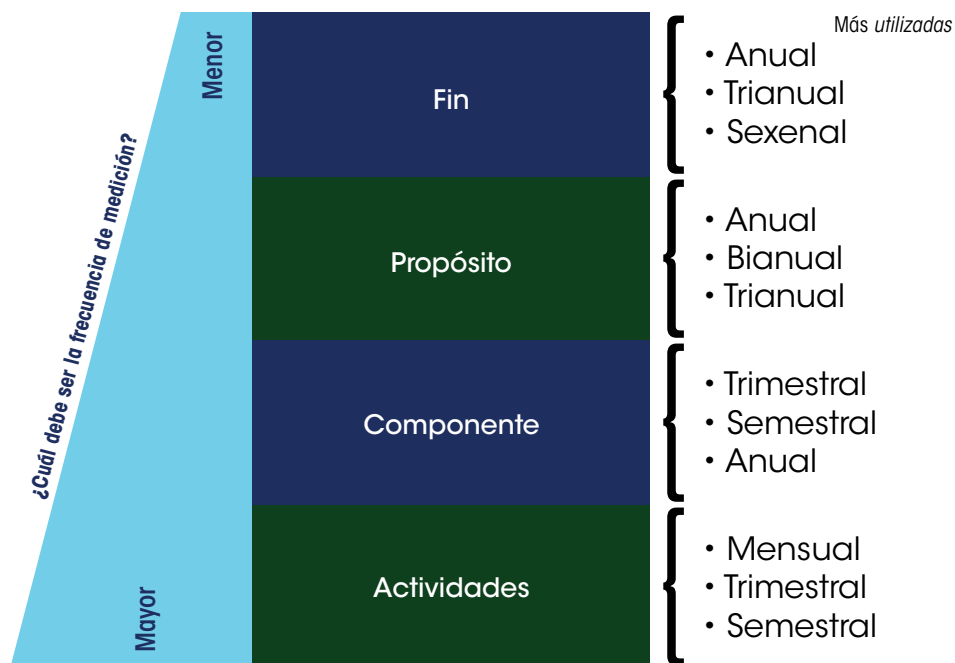 Más utilizadas
¿Cuál debe ser la frecuencia de medición?
Menor
Fin
• Anual
• Trianual
• Sexenal
Propósito
• Anual
• Bianual
• Trianual
Componente
• Trimestral
• Semestral
• Anual
Mayor
Actividades
• Mensual
• Trimestral
• Semestral